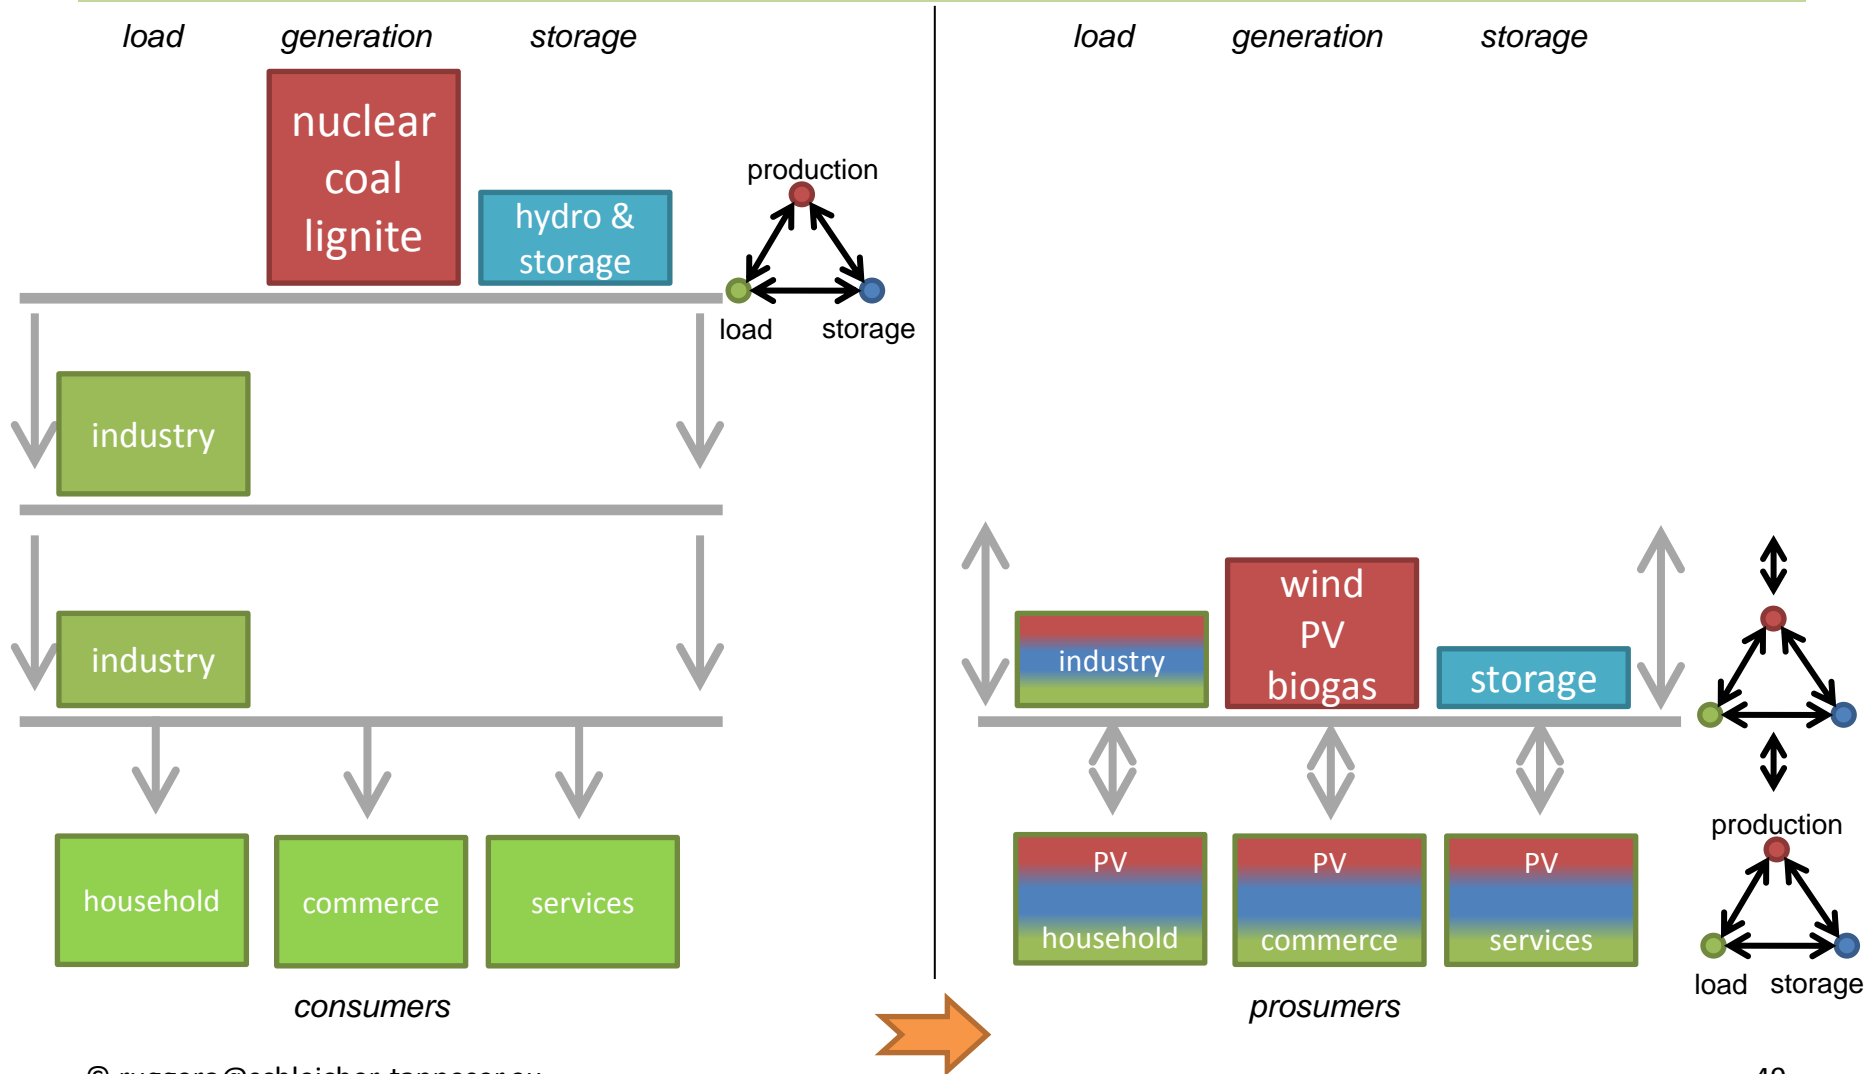 load generation storage
nuclear
coal
lignite
hydro &
storage
production
load storage
industry
industry
household commerce services
consumers
load generation storage
industry
wind
PV
biogas
storage
PV PV PV
household commerce services
production
load storage
prosumers